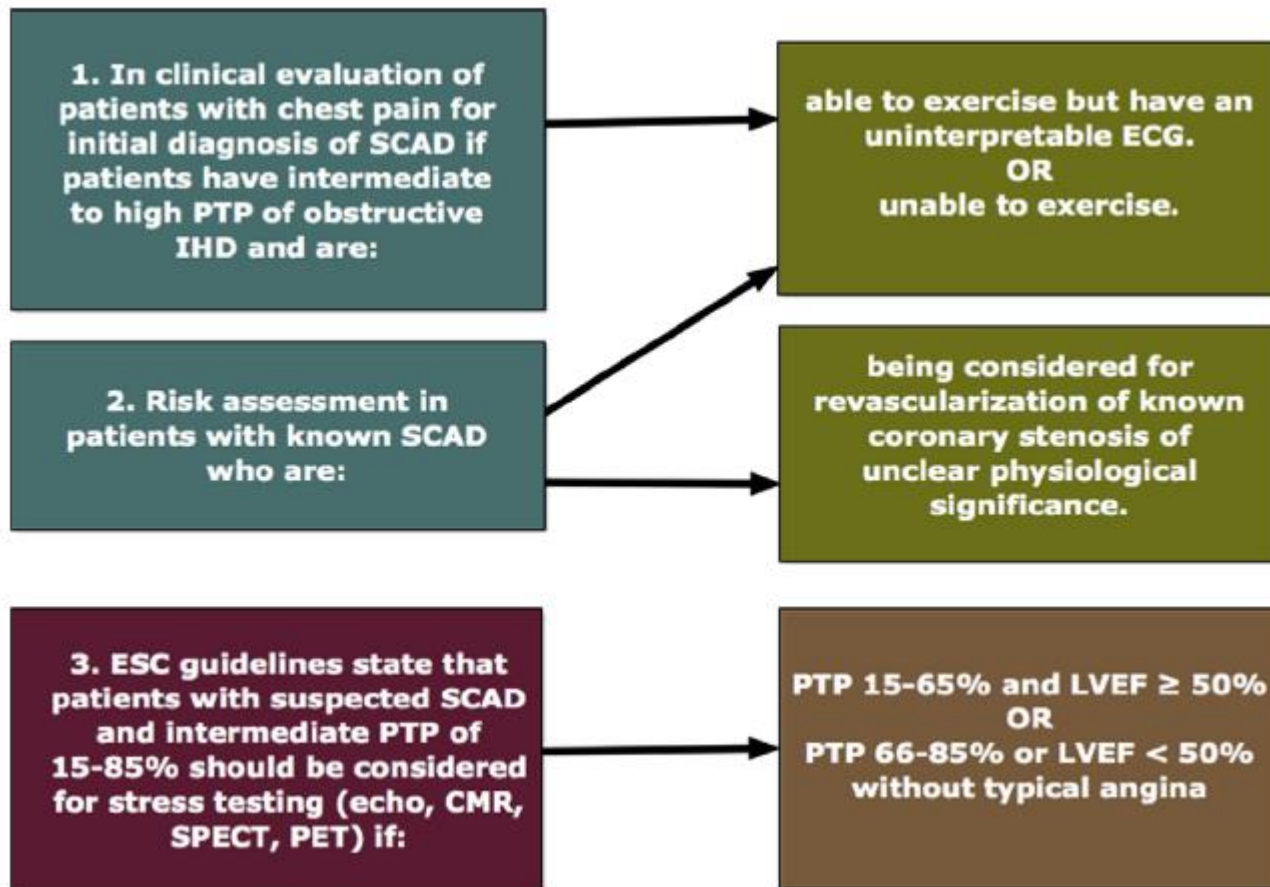 1. In clinical evaluation of
patients with chest pain for
initial diagnosis of SCAD if
patients have intermediate
to high PTP of obstructive
IHD and are:
able to exercise but have an
uninterpretable ECG.
OR
unable to exercise.
2. Risk assessment in
patients with known SCAD
who are:
being considered for
revascularization of known
coronary stenosis of
unclear physiological
significance.
3. ESC guidelines state that
patients with suspected SCAD
and intermediate PTP of
15-85% should be considered
for stress testing (echo, CMR,
SPECT, PET) if:
PTP 15-65% and LVEF ≥ 50%
OR
PTP 66-85% or LVEF < 50%
without typical angina